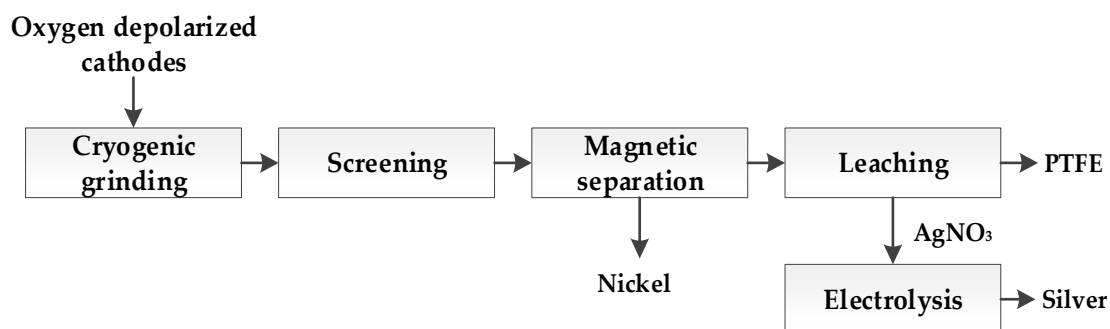 Oxygen depolarized
cathodes
Cryogenic
grinding
Screening
Magnetic
separation
Leaching
PTFE
AgNO₃
Nickel
Electrolysis
Silver